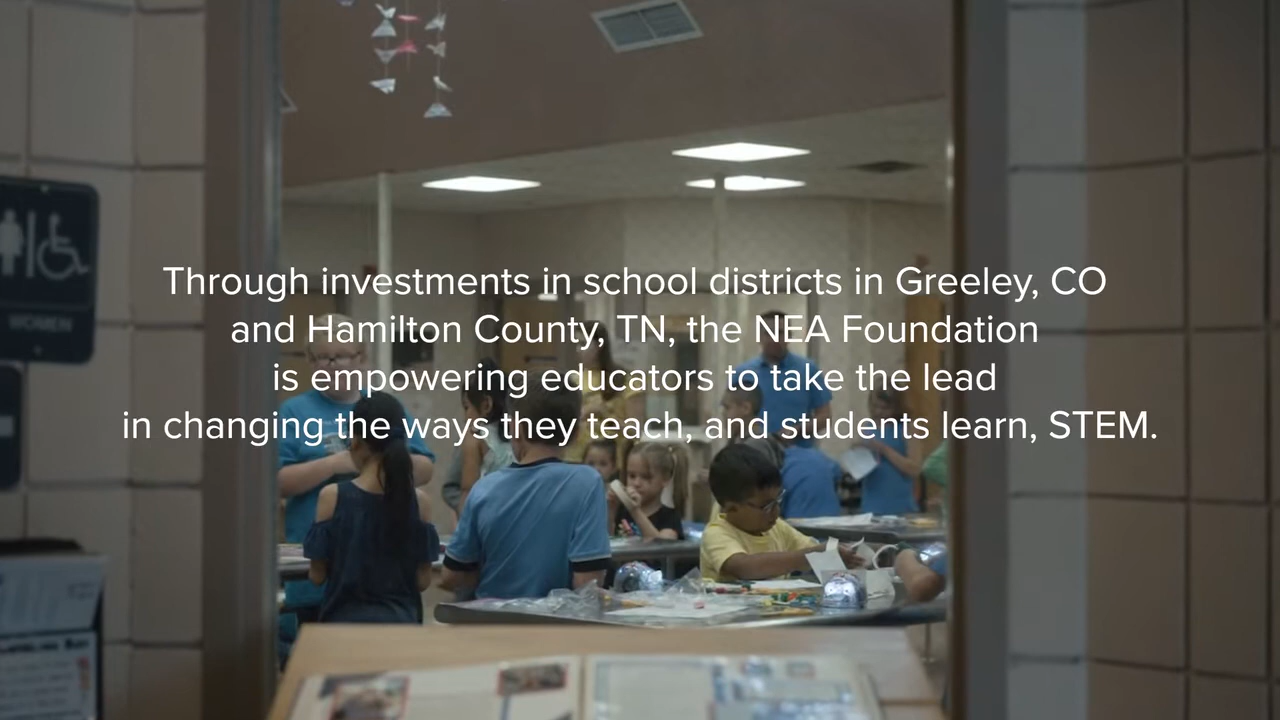 Through investments in school districts in Greeley, CO
and Hamilton County, TN, the NEA Foundation
is empowering educators to take the lead
in changing the ways they teach, and students learn, STEM.
WOMEN